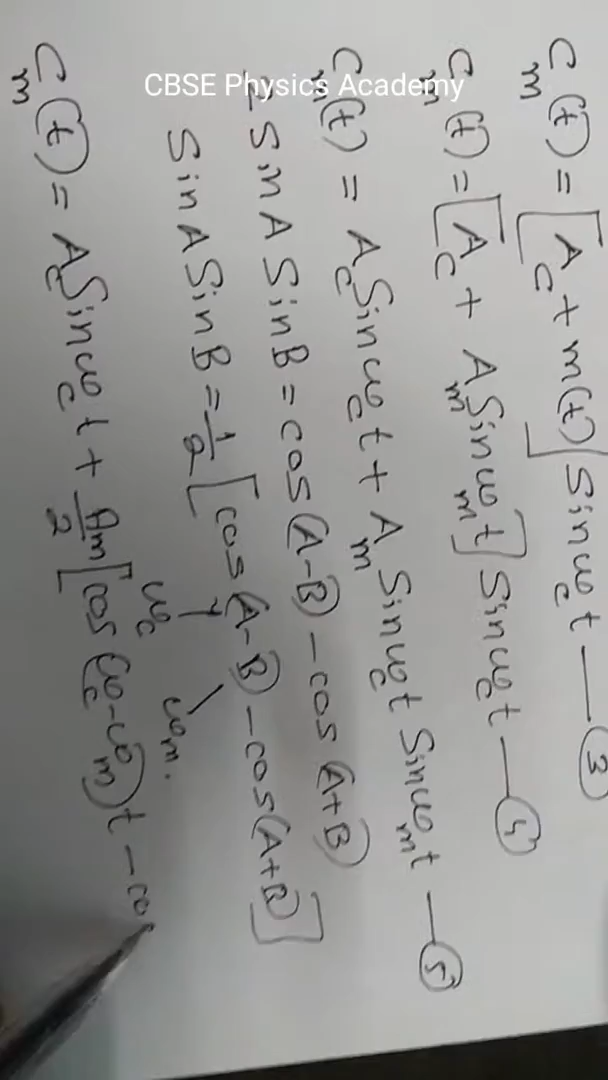 CBSE Physics Academy
C_m(t) = [A_c + m(t)] Sin ω_c t — (3)
C_m(t) = [A_c + A_m Sin ω_m t] Sin ω_c t — (4)
C_m(t) = A_c Sin ω_c t + A_m Sin ω_c t Sin ω_m t — (5)
2 Sin A Sin B = cos(A-B) - cos(A+B)
Sin A Sin B = 1/2 [cos(A-B) - cos(A+B)]
ω_c ω_m.
C_m(t) = A_c Sin ω_c t + A_m/2 [cos(ω_c - ω_m)t - cos